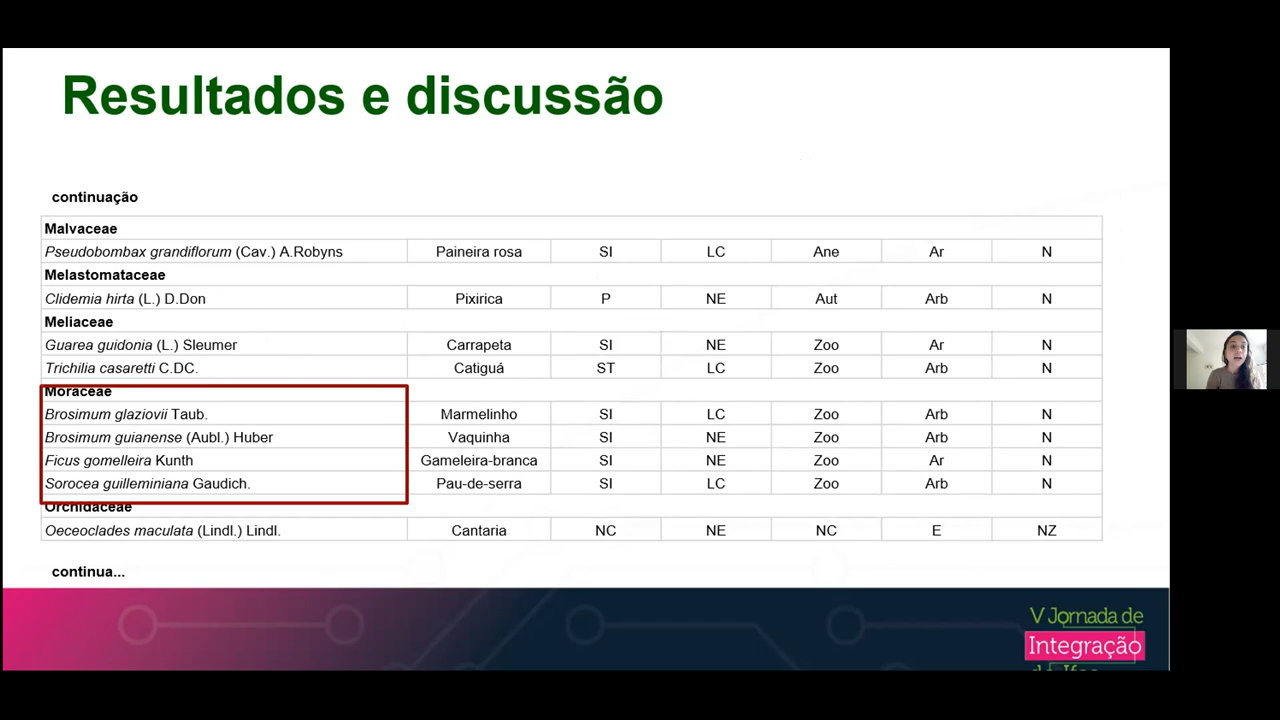 Resultados e discussão
continuação
Malvaceae
Pseudobombax grandiflorum (Cav.) A.Robyns Paineira rosa SI LC Ane Ar N
Melastomataceae
Clidemia hirta (L.) D.Don Pixirica P NE Aut Arb N
Meliaceae
Guarea guidonia (L.) Sleumer Carrapeta SI NE Zoo Ar N
Trichilia casaretti C.DC. Catiguá ST LC Zoo Arb N
Moraceae
Brosimum glaziovii Taub. Marmelinho SI LC Zoo Arb N
Brosimum guianense (Aubl.) Huber Vaquinha SI NE Zoo Arb N
Ficus gomelleira Kunth Gameleira-branca SI NE Zoo Ar N
Sorocea guilleminiana Gaudich. Pau-de-serra SI LC Zoo Arb N
Orchidaceae
Oeceoclades maculata (Lindl.) Lindl. Cantaria NC NE NC E NZ
continua...
V Jornada de
Integração
do Ifes